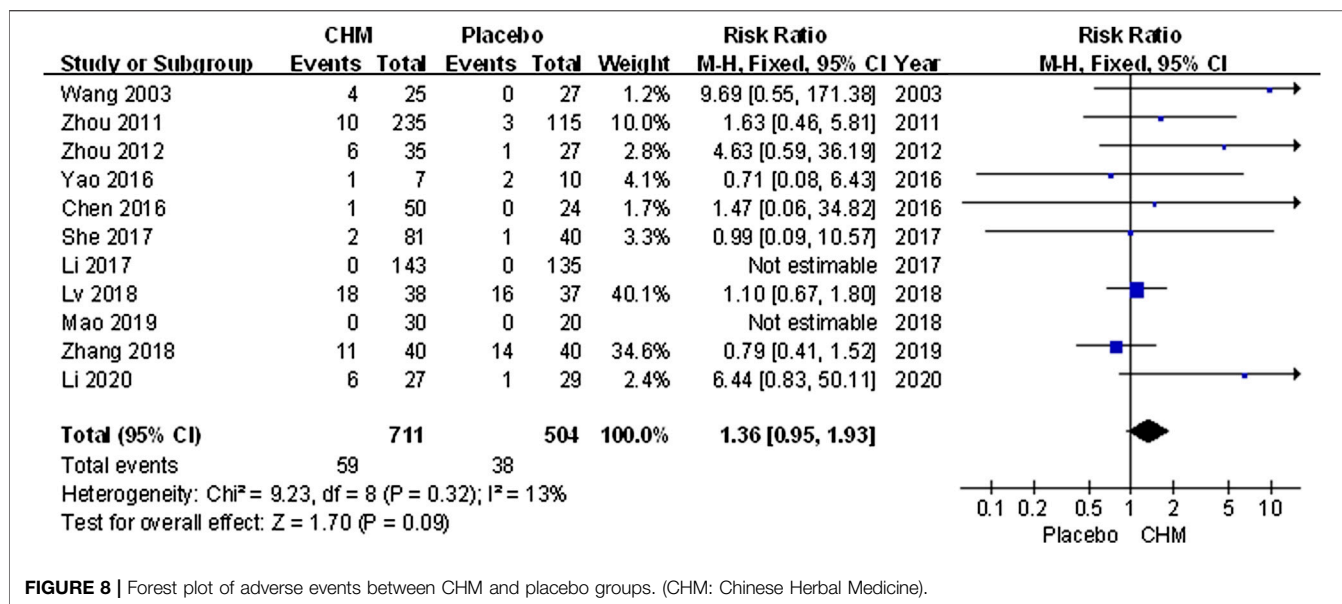 CHM Placebo Risk Ratio Risk Ratio
Study or Subgroup Events Total Events Total Weight M-H, Fixed, 95% CI Year M-H, Fixed, 95% CI
Wang 2003 4 25 0 27 1.2% 9.69 [0.55, 171.38] 2003
Zhou 2011 10 235 3 115 10.0% 1.63 [0.46, 5.81] 2011
Zhou 2012 6 35 1 27 2.8% 4.63 [0.59, 36.19] 2012
Yao 2016 1 7 2 10 4.1% 0.71 [0.08, 6.43] 2016
Chen 2016 1 50 0 24 1.7% 1.47 [0.06, 34.82] 2016
She 2017 2 81 1 40 3.3% 0.99 [0.09, 10.57] 2017
Li 2017 0 143 0 135 Not estimable 2017
Lv 2018 18 38 16 37 40.1% 1.10 [0.67, 1.80] 2018
Mao 2019 0 30 0 20 Not estimable 2018
Zhang 2018 11 40 14 40 34.6% 0.79 [0.41, 1.52] 2019
Li 2020 6 27 1 29 2.4% 6.44 [0.83, 50.11] 2020
Total (95% CI) 711 504 100.0% 1.36 [0.95, 1.93]
Total events 59 38
Heterogeneity: Chi² = 9.23, df = 8 (P = 0.32); I² = 13%
Test for overall effect: Z = 1.70 (P = 0.09)
0.1 0.2 0.5 1 2 5 10
Placebo CHM
FIGURE 8 | Forest plot of adverse events between CHM and placebo groups. (CHM: Chinese Herbal Medicine).